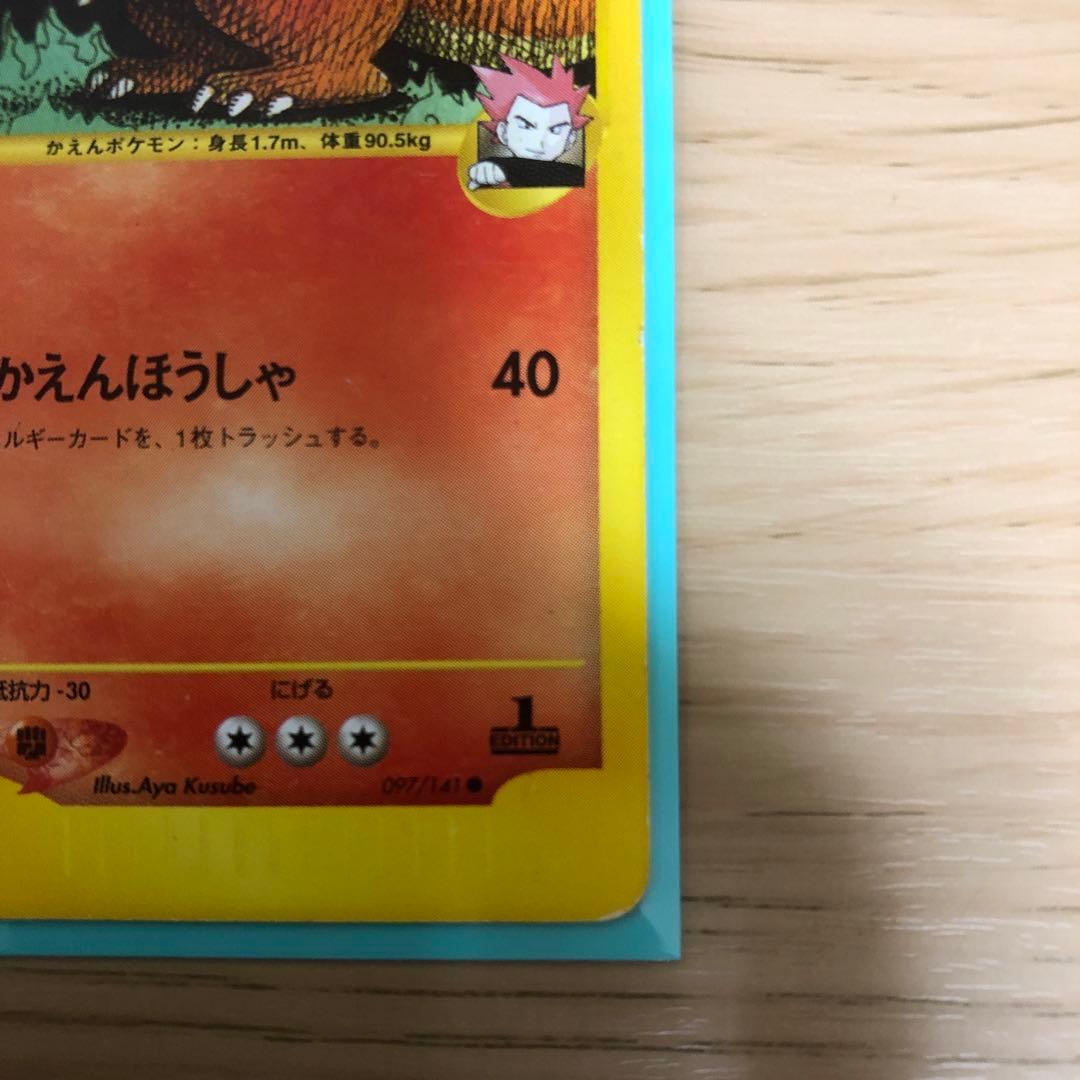 かえんポケモン：身長1.7m、体重90.5kg
かえんほうしゃ 40
ルギーカードを、1枚トラッシュする。
抵抗力 -30 にげる
1
EDITION
Illus.Aya Kusube 097/141 ●